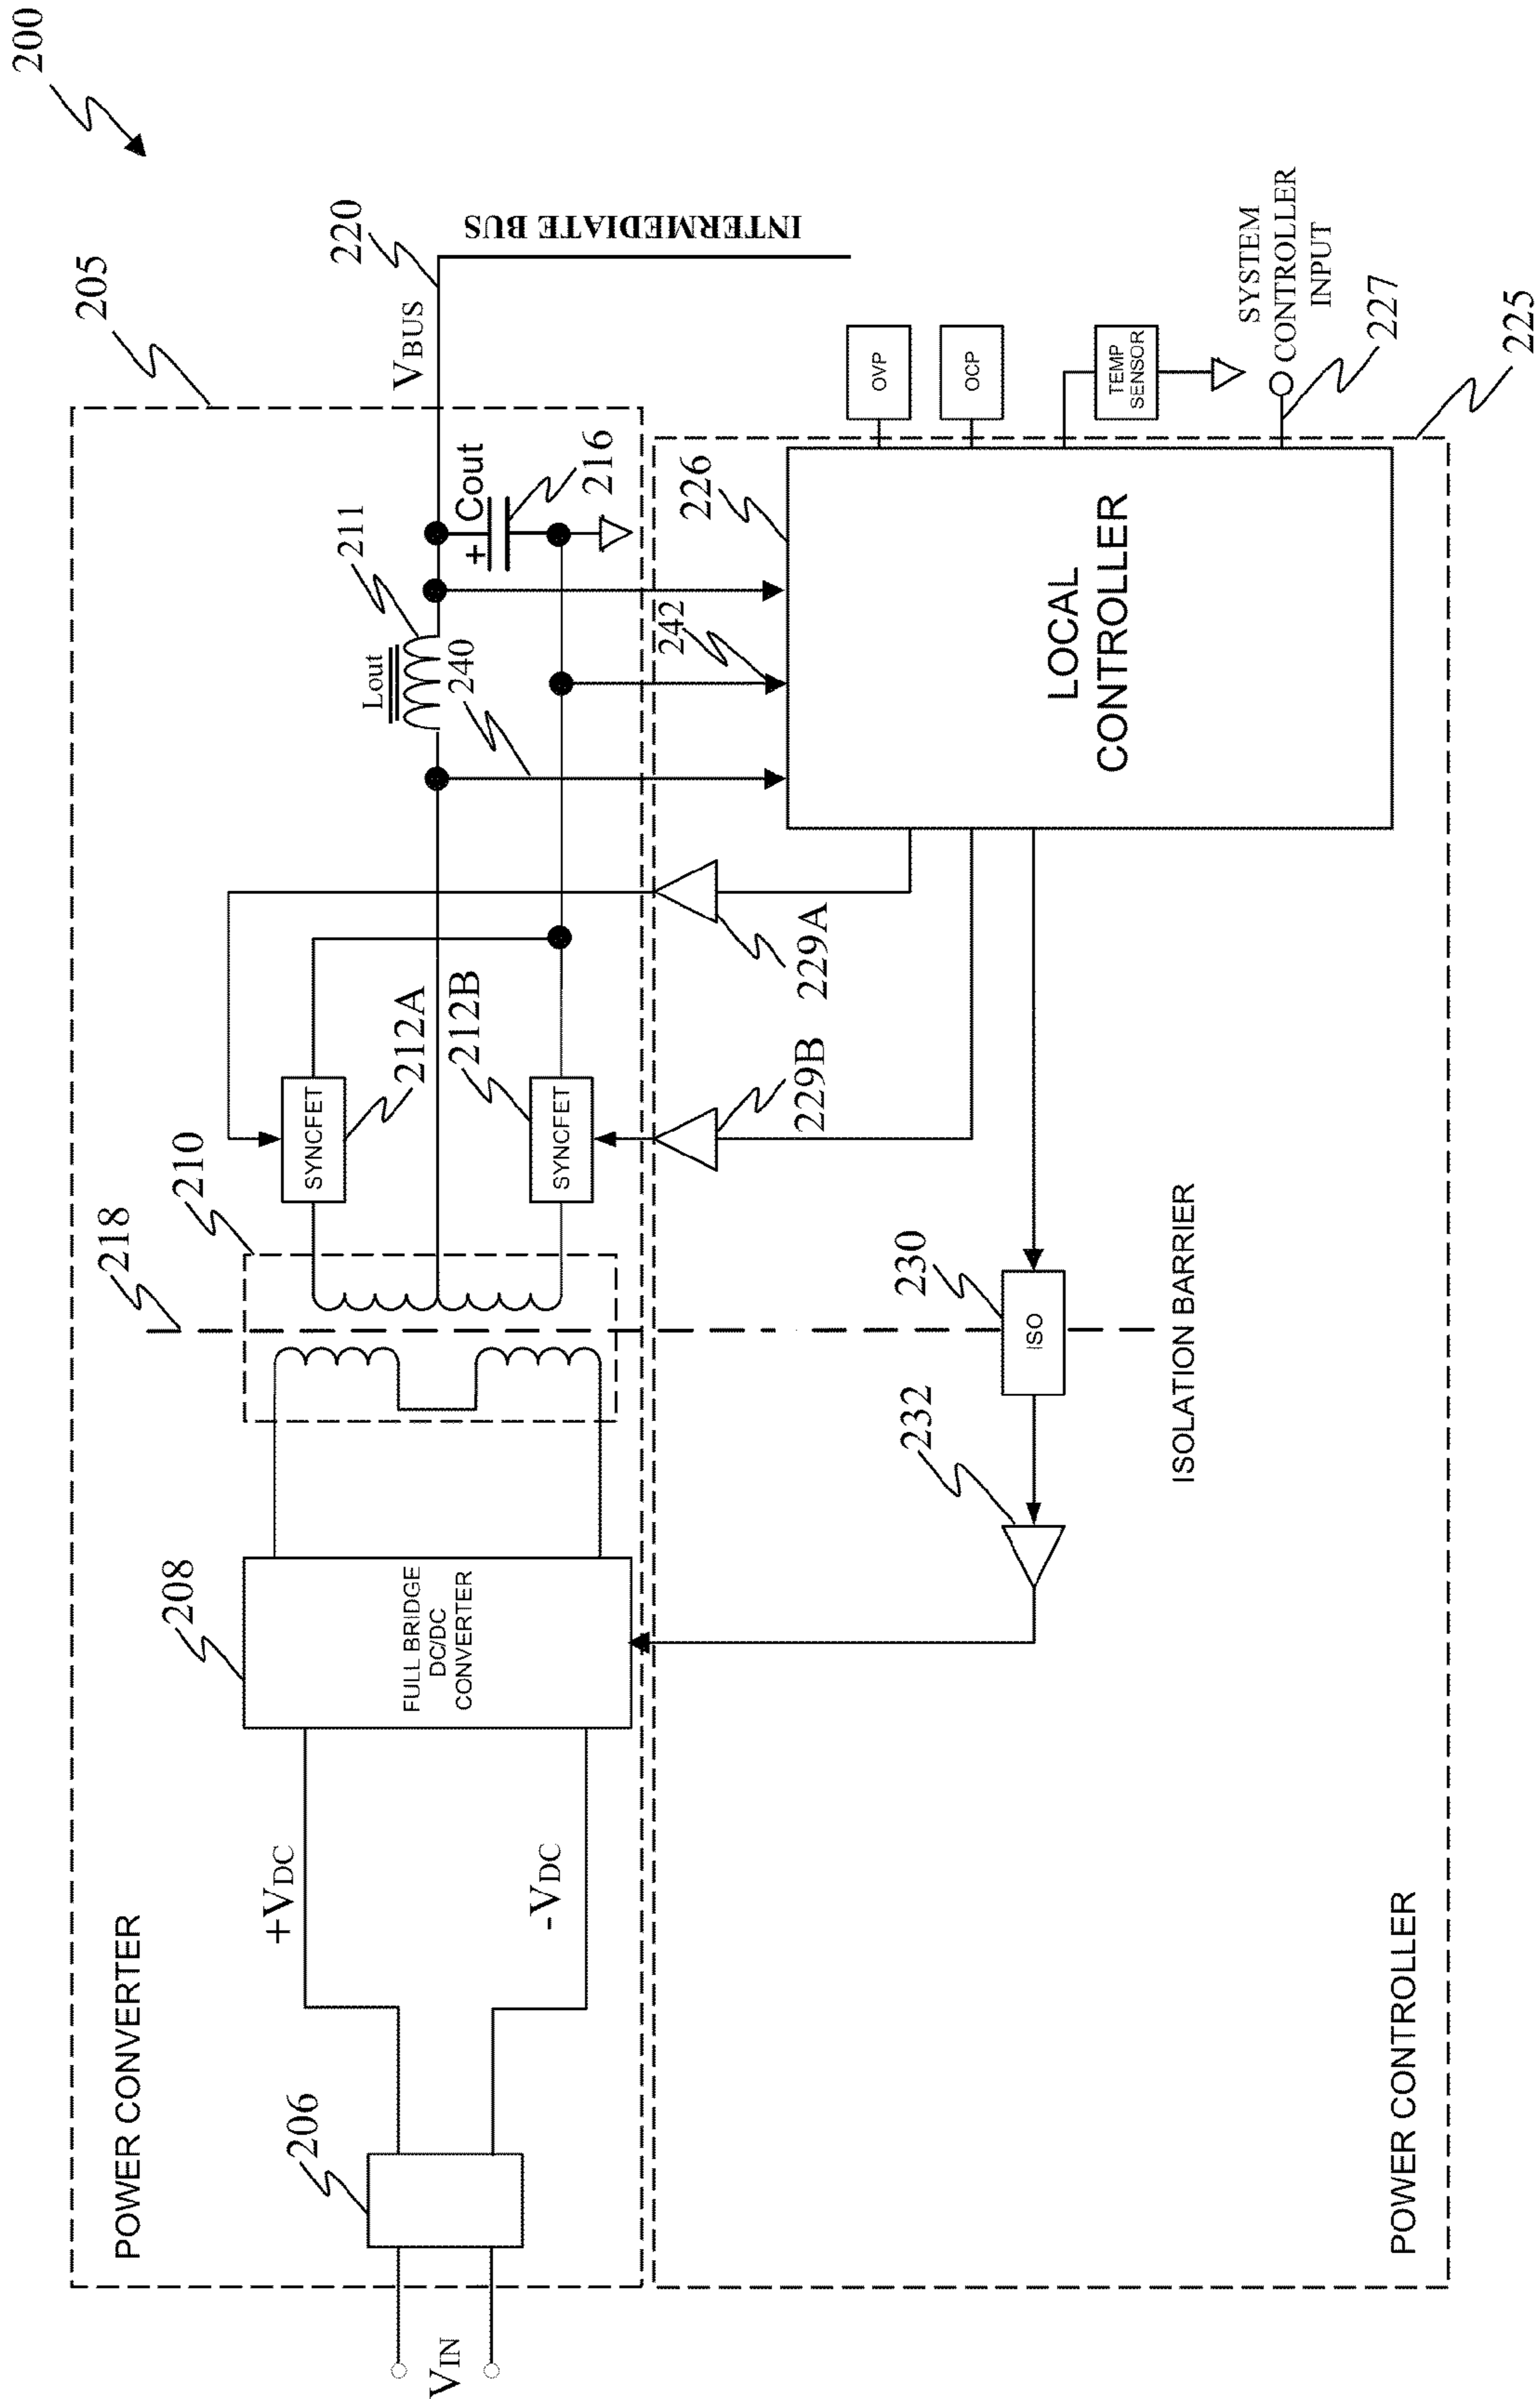 200
205
POWER CONVERTER
206
VIN
+VDC
-VDC
208
FULL BRIDGE
DC/DC
CONVERTER
218
210
SYNCFET
212A
212B
SYNCFET
Lout
211
240
VBUS
220
+
Cout
216
INTERMEDIATE BUS
242
226
LOCAL
CONTROLLER
229A
229B
230
ISO
232
ISOLATION BARRIER
OVP
OCP
TEMP
SENSOR
SYSTEM
CONTROLLER
INPUT
227
225
POWER CONTROLLER